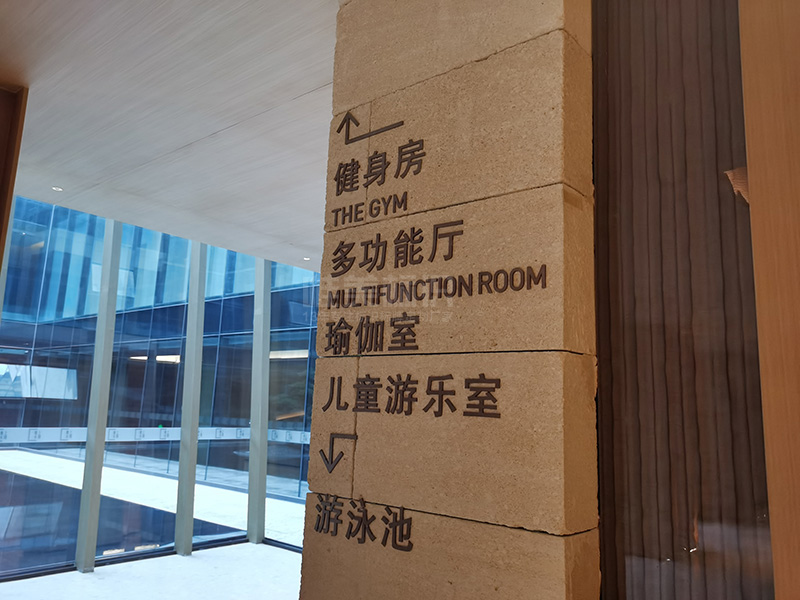 健身房
THE GYM
多功能厅
MULTIFUNCTION ROOM
瑜伽室
儿童游乐室
游泳池